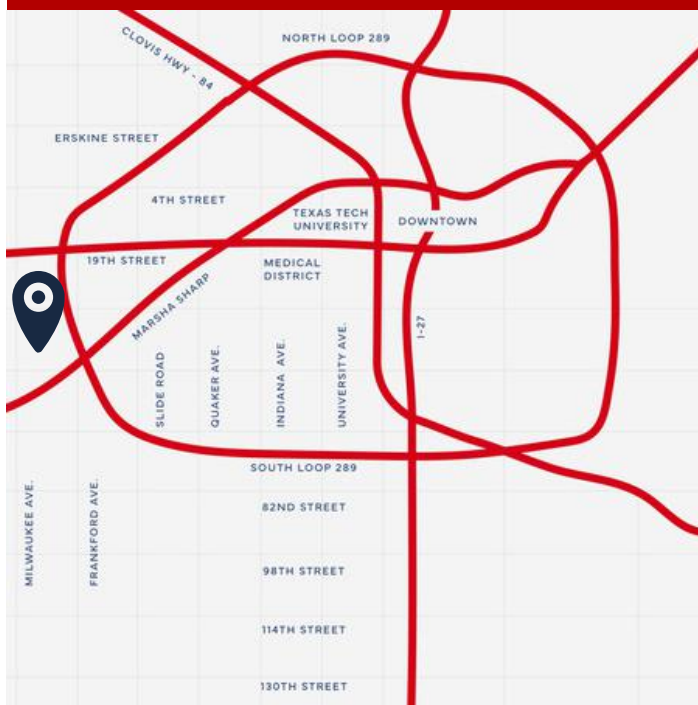 NORTH LOOP 289
CLOVIS HWY - 84
ERSKINE STREET
4TH STREET
TEXAS TECH
UNIVERSITY
DOWNTOWN
19TH STREET
MEDICAL
DISTRICT
MARSHA SHARP
I-27
SLIDE ROAD
QUAKER AVE.
INDIANA AVE.
UNIVERSITY AVE.
SOUTH LOOP 289
MILWAUKEE AVE.
FRANKFORD AVE.
82ND STREET
98TH STREET
114TH STREET
130TH STREET